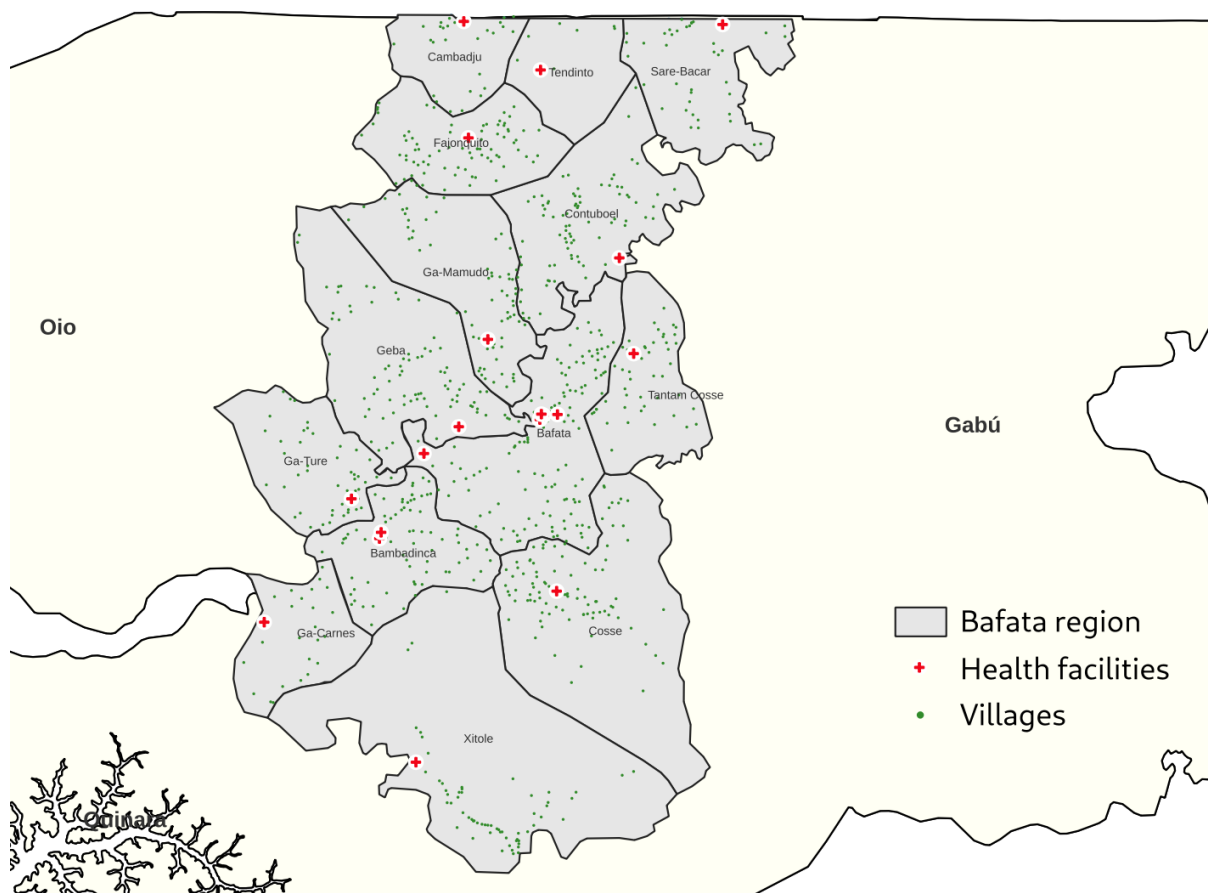 Cambadju
Tendinto
Sare-Bacar
Fajonquito
Contuboel
Ga-Mamudo
Oio
Geba
Tantam Cosse
Gabú
Bafata
Ga-Ture
Bambadinca
Ga-Carnes
Cosse
Bafata region
Health facilities
Villages
Xitole
Quinara